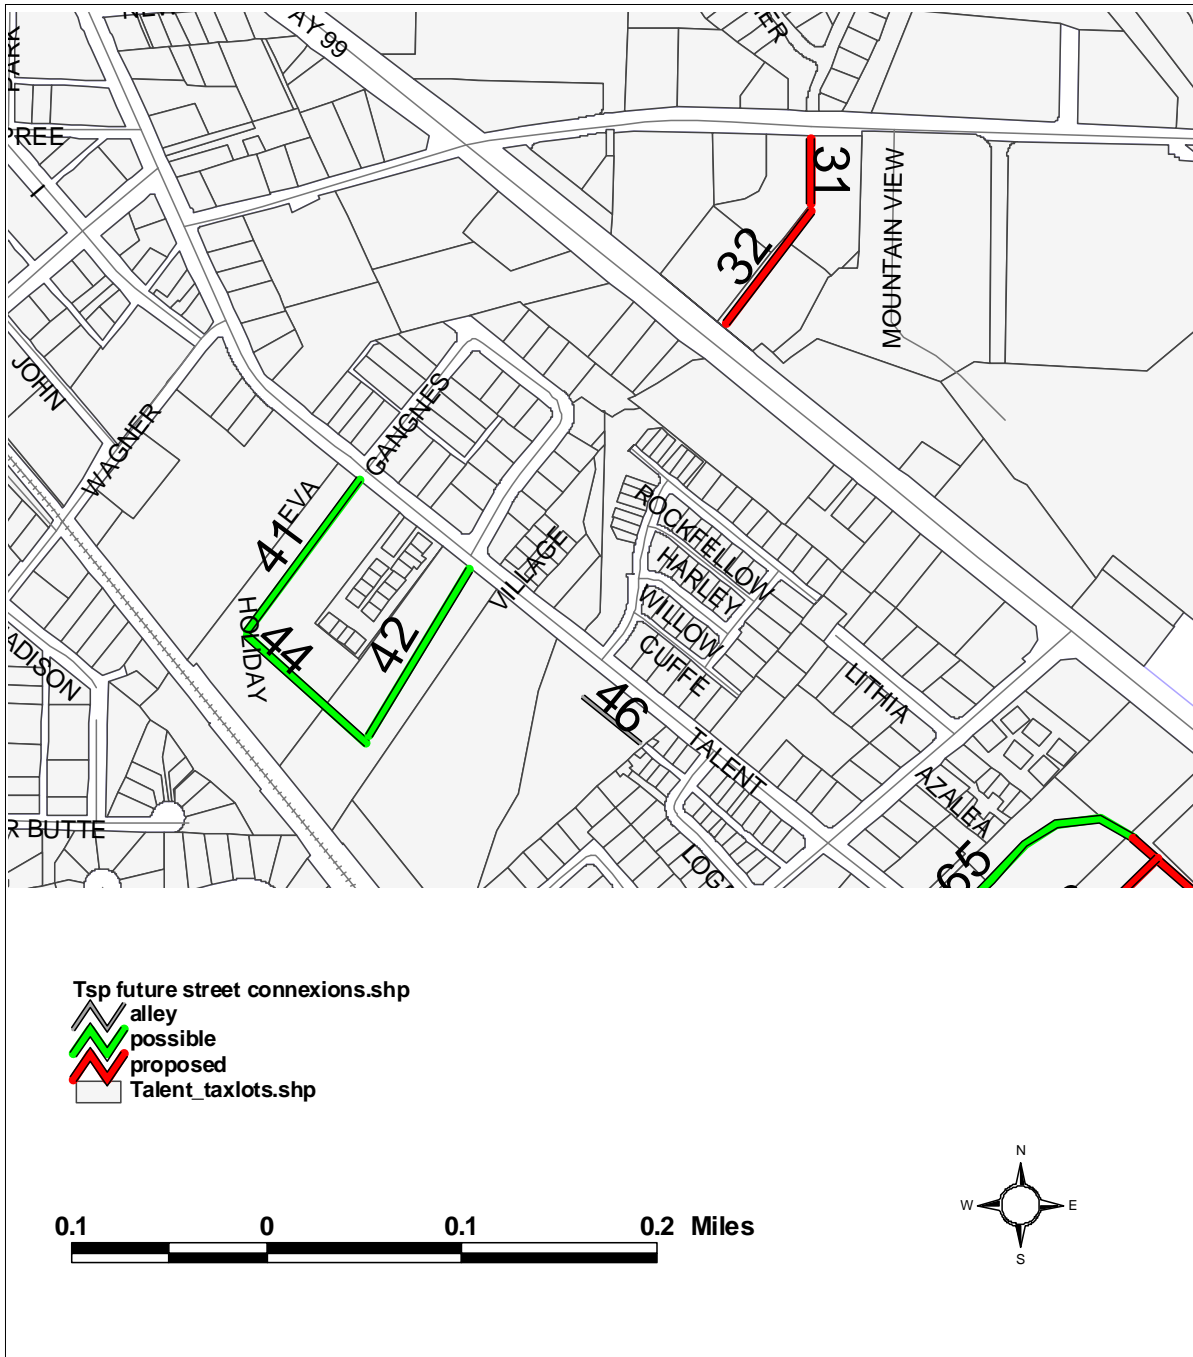 AY 99
PARK
31
MOUNTAIN VIEW
32
JOHN
WAGNER
GANGNES
EVA
41
ROCKFELLOW
HARLEY
WILLOW
CUFFE
VILLAGE
HOLIDAY
44
42
ADISON
46
LITHIA
TALENT
AZALEA
R BUTTE
65
Tsp future street connexions.shp
alley
possible
proposed
Talent_taxlots.shp
N
W E
S
0.1 0 0.1 0.2 Miles